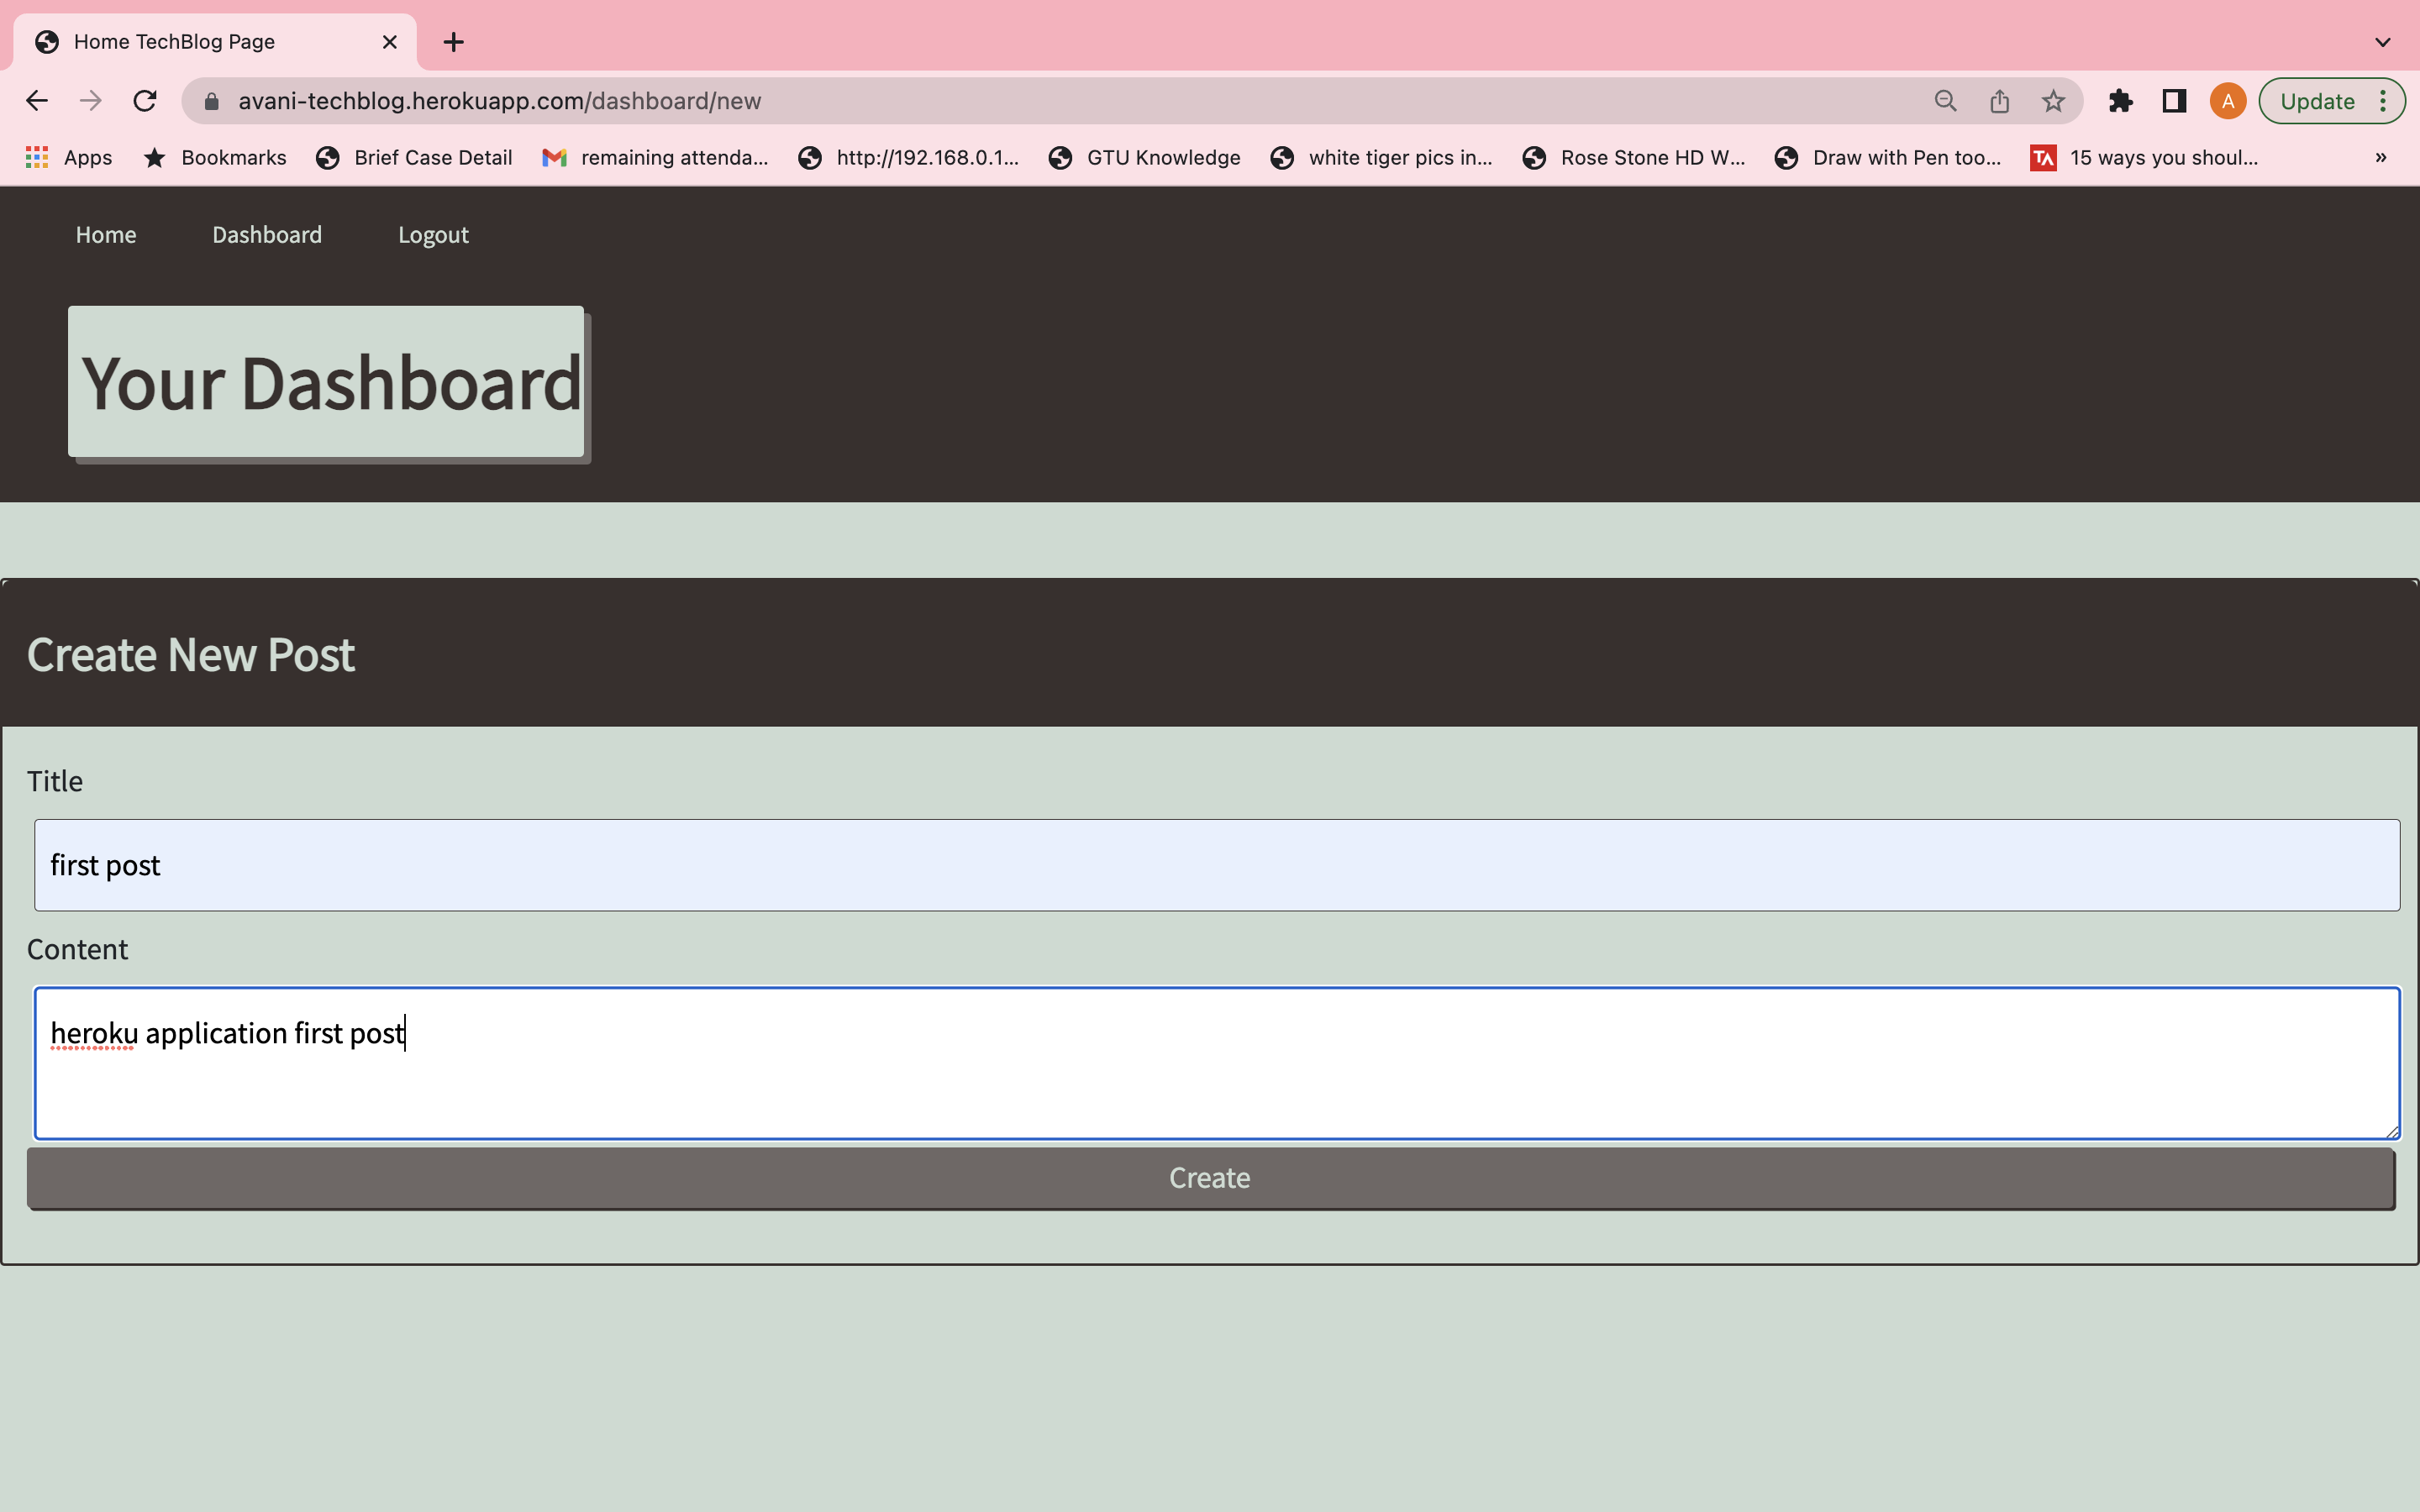 Home TechBlog Page
avani-techblog.herokuapp.com/dashboard/new
A
Update
Apps
Bookmarks
Brief Case Detail
remaining attenda...
http://192.168.0.1...
GTU Knowledge
white tiger pics in...
Rose Stone HD W...
Draw with Pen too...
TA
15 ways you shoul...
»
Home
Dashboard
Logout
Your Dashboard
Create New Post
Title
first post
Content
heroku application first post
Create